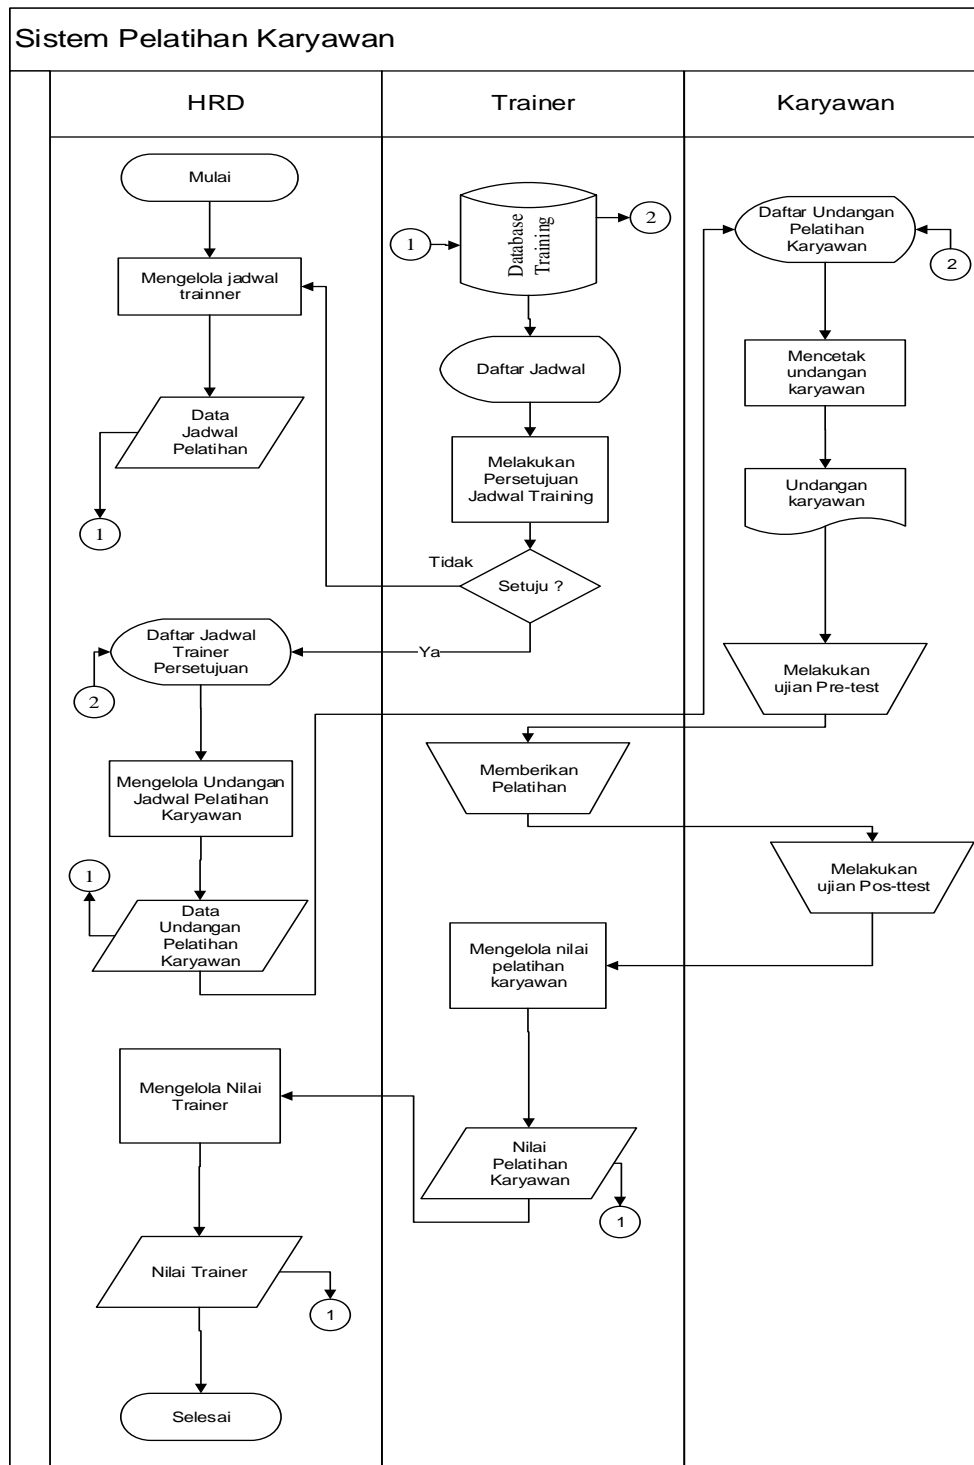 Sistem Pelatihan Karyawan
HRD
Trainer
Karyawan
Mulai
Mengelola jadwal
trainner
Data
Jadwal
Pelatihan
1
Daftar Jadwal
Trainer
Persetujuan
2
Mengelola Undangan
Jadwal Pelatihan
Karyawan
1
Data
Undangan
Pelatihan
Karyawan
Mengelola Nilai
Trainer
Nilai Trainer
1
Selesai
1
Database
Training
2
Daftar Jadwal
Melakukan
Persetujuan
Jadwal Training
Tidak
Setuju ?
Ya
Memberikan
Pelatihan
Mengelola nilai
pelatihan
karyawan
Nilai
Pelatihan
Karyawan
1
Daftar Undangan
Pelatihan
Karyawan
2
Mencetak
undangan
karyawan
Undangan
karyawan
Melakukan
ujian Pre-test
Melakukan
ujian Pos-ttest